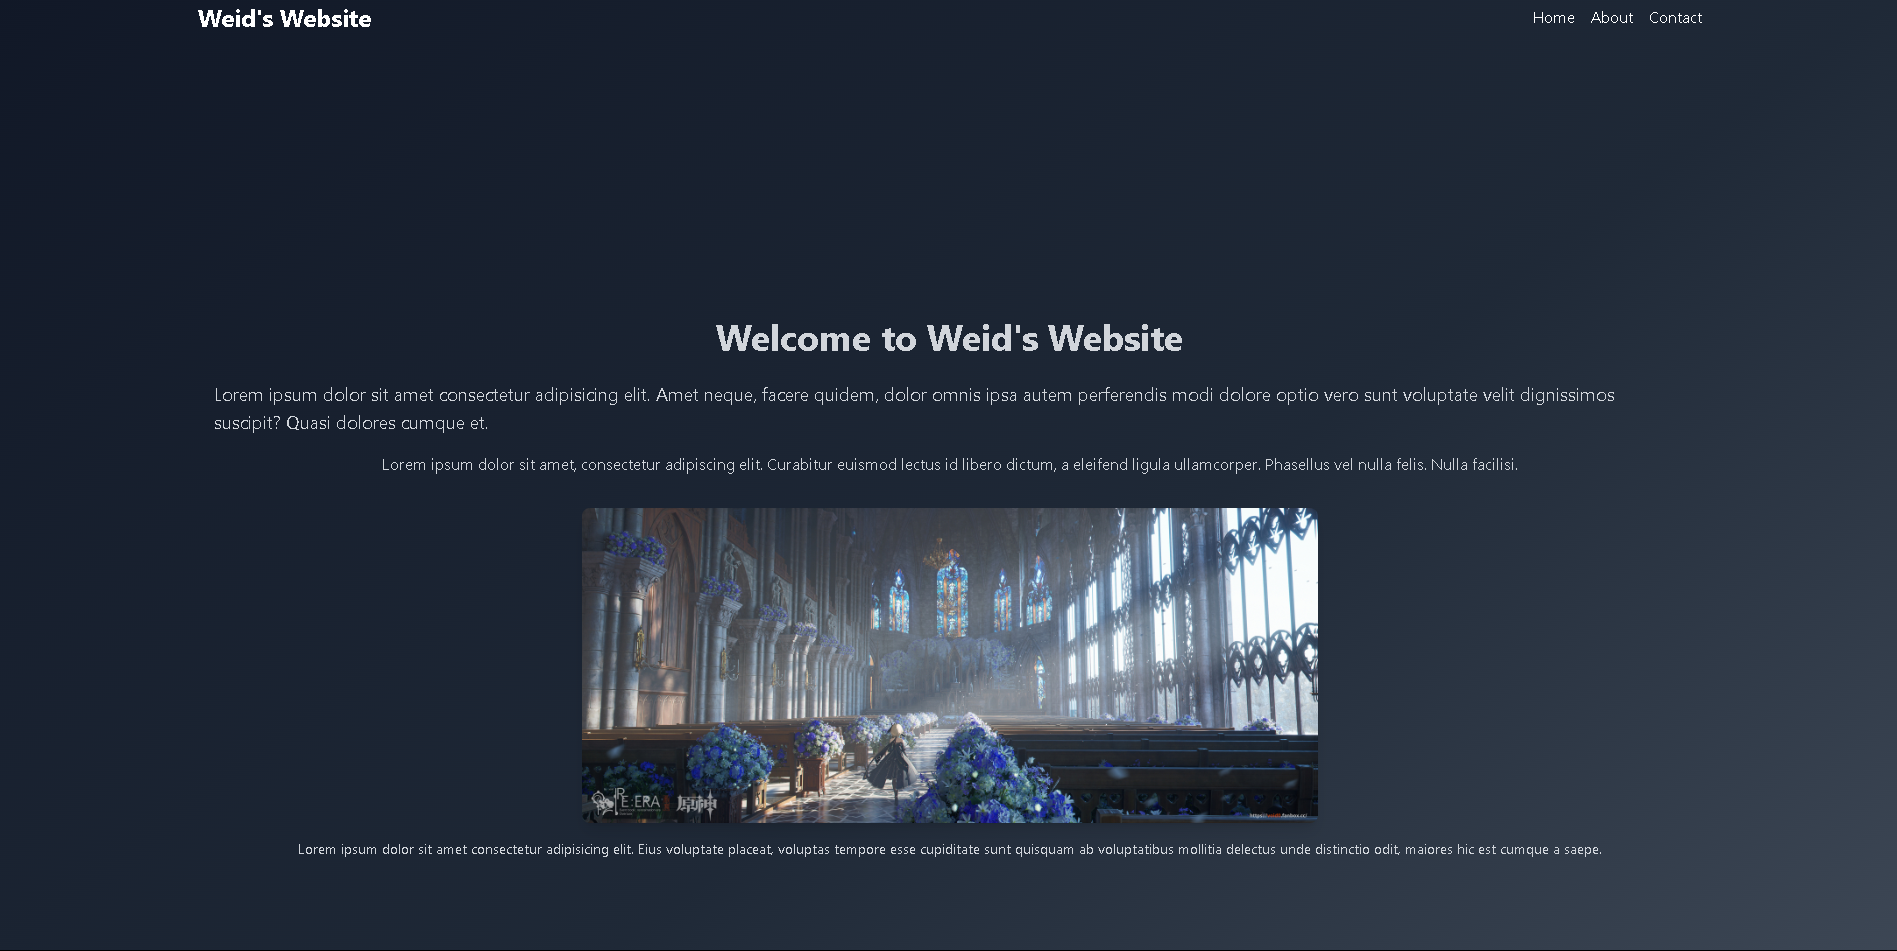 Weid's Website
Home About Contact
Welcome to Weid's Website
Lorem ipsum dolor sit amet consectetur adipisicing elit. Amet neque, facere quidem, dolor omnis ipsa autem perferendis modi dolore optio vero sunt voluptate velit dignissimos
suscipit? Quasi dolores cumque et.
Lorem ipsum dolor sit amet, consectetur adipiscing elit. Curabitur euismod lectus id libero dictum, a eleifend ligula ullamcorper. Phasellus vel nulla felis. Nulla facilisi.
RE:ERA 原神
Lorem ipsum dolor sit amet consectetur adipisicing elit. Eius voluptate placeat, voluptas tempore esse cupiditate sunt quisquam ab voluptatibus mollitia delectus unde distinctio odit, maiores hic est cumque a saepe.